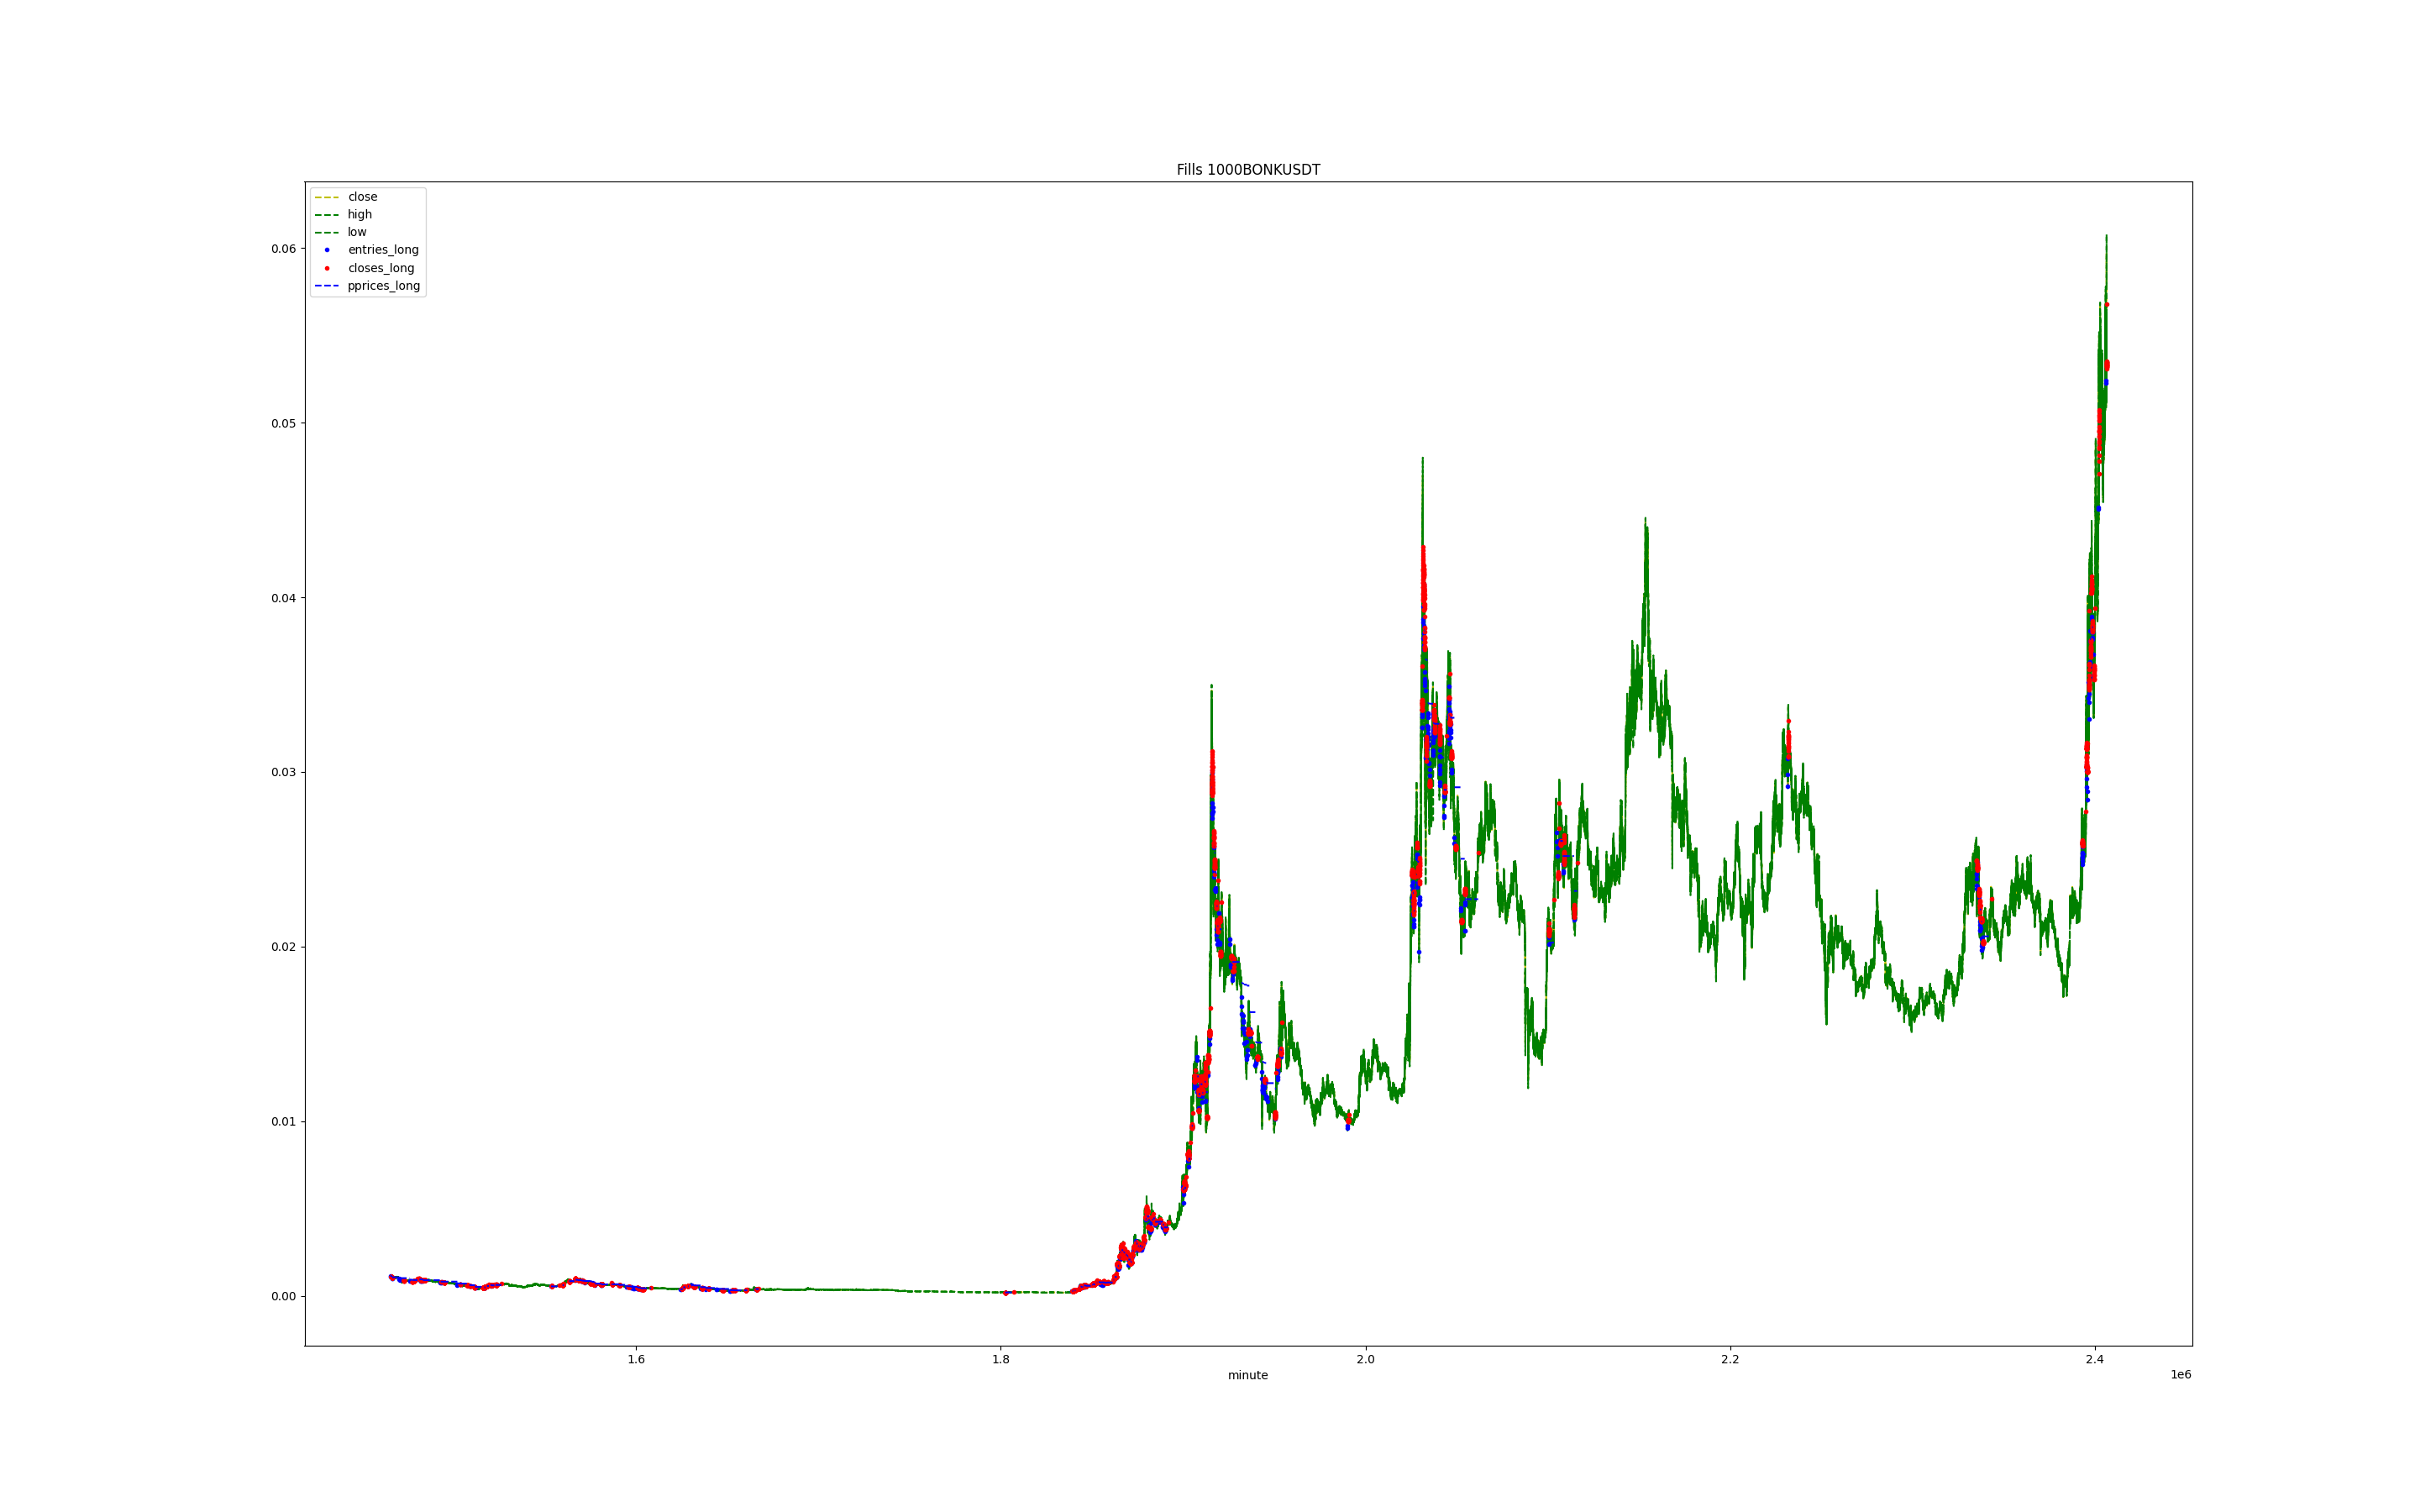 Fills 1000BONKUSDT
close
high
low
entries_long
closes_long
pprices_long
0.06
0.05
0.04
0.03
0.02
0.01
0.00
1.6 1.8 2.0 2.2 2.4
minute 1e6